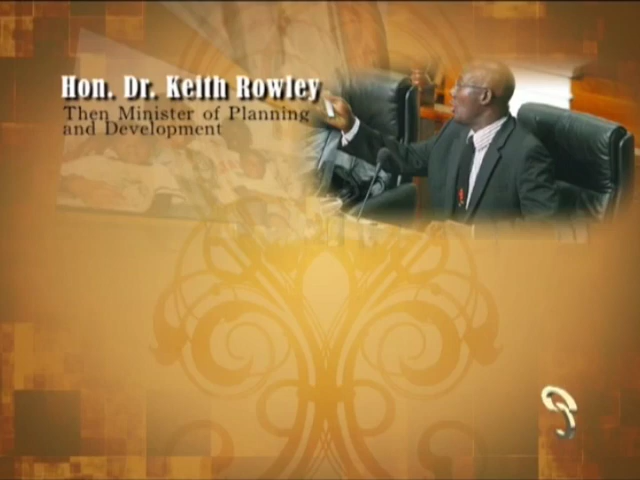 Hon. Dr. Keith Rowley
Then Minister of Planning
and Development